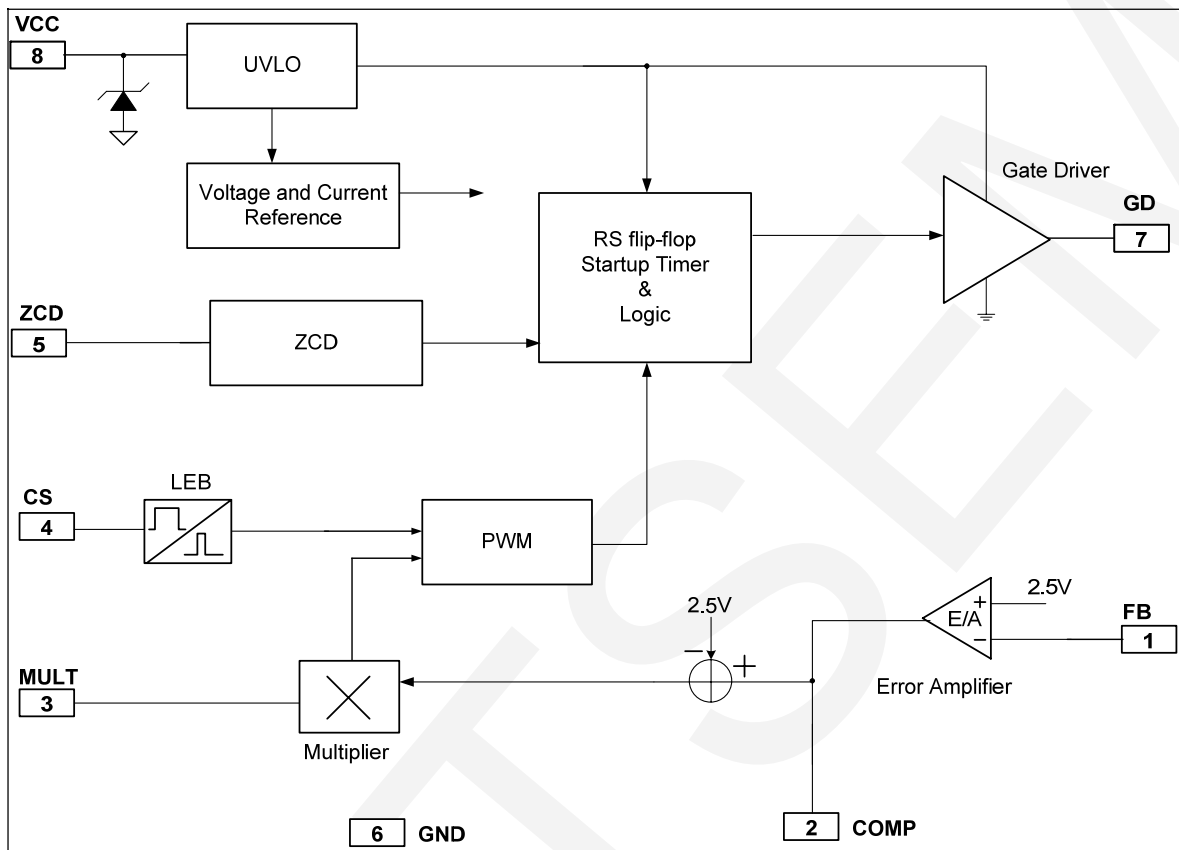 VCC
8
UVLO
Voltage and Current
Reference
Gate Driver
GD
7
RS flip-flop
Startup Timer
&
Logic
ZCD
5
ZCD
LEB
CS
4
PWM
2.5V
+
E/A
−
2.5V
FB
1
−
+
Error Amplifier
MULT
3
Multiplier
6 GND
2 COMP